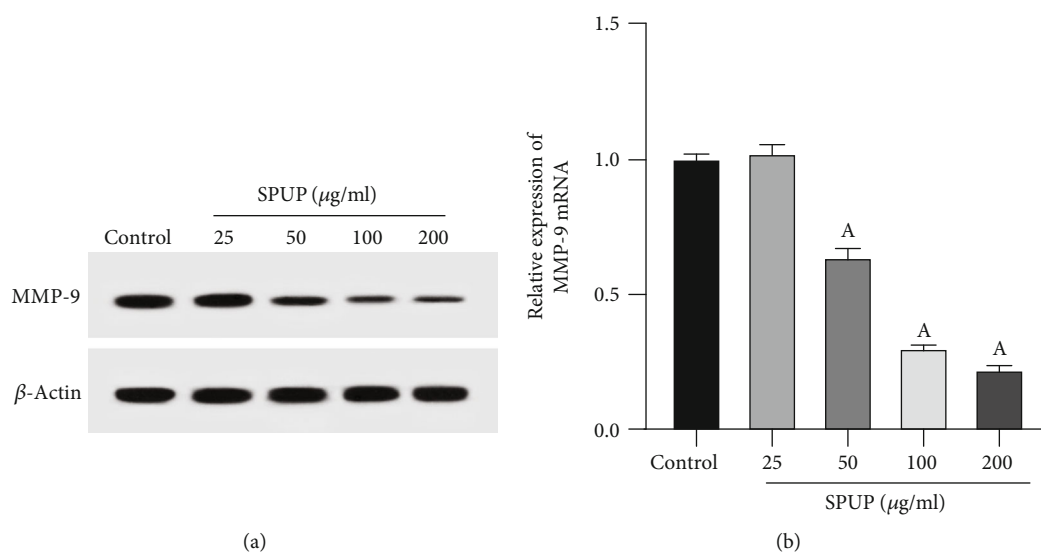 SPUP (μg/ml)
Control 25 50 100 200
MMP-9
β-Actin
(a)
Relative expression of
MMP-9 mRNA
1.5
1.0
0.5
0.0
A
A
A
Control 25 50 100 200
SPUP (μg/ml)
(b)